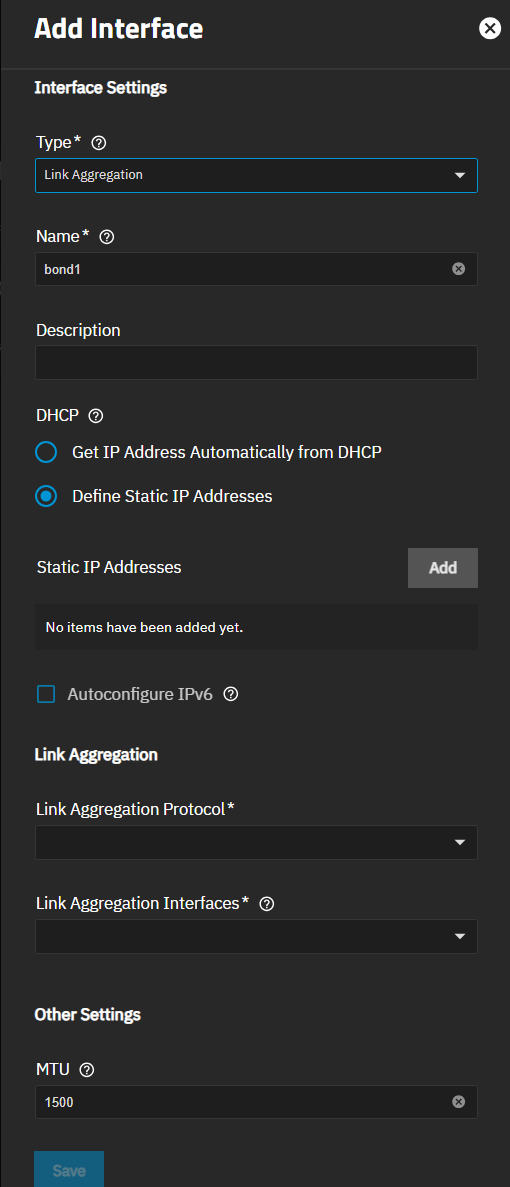 Add Interface
Interface Settings
Type*
Link Aggregation
Name*
bond1
Description
DHCP
Get IP Address Automatically from DHCP
Define Static IP Addresses
Static IP Addresses
Add
No items have been added yet.
Autoconfigure IPv6
Link Aggregation
Link Aggregation Protocol*
Link Aggregation Interfaces*
Other Settings
MTU
1500
Save